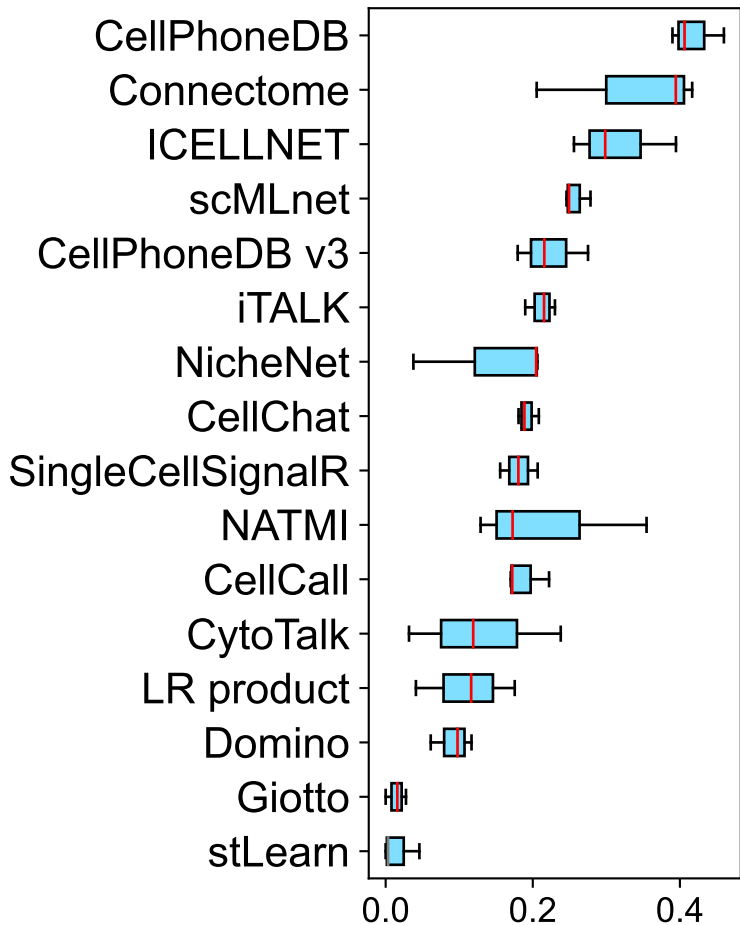 CellPhoneDB
Connectome
ICELLNET
scMLnet
CellPhoneDB v3
iTALK
NicheNet
CellChat
SingleCellSignalR
NATMI
CellCall
CytoTalk
LR product
Domino
Giotto
stLearn
0.0 0.2 0.4